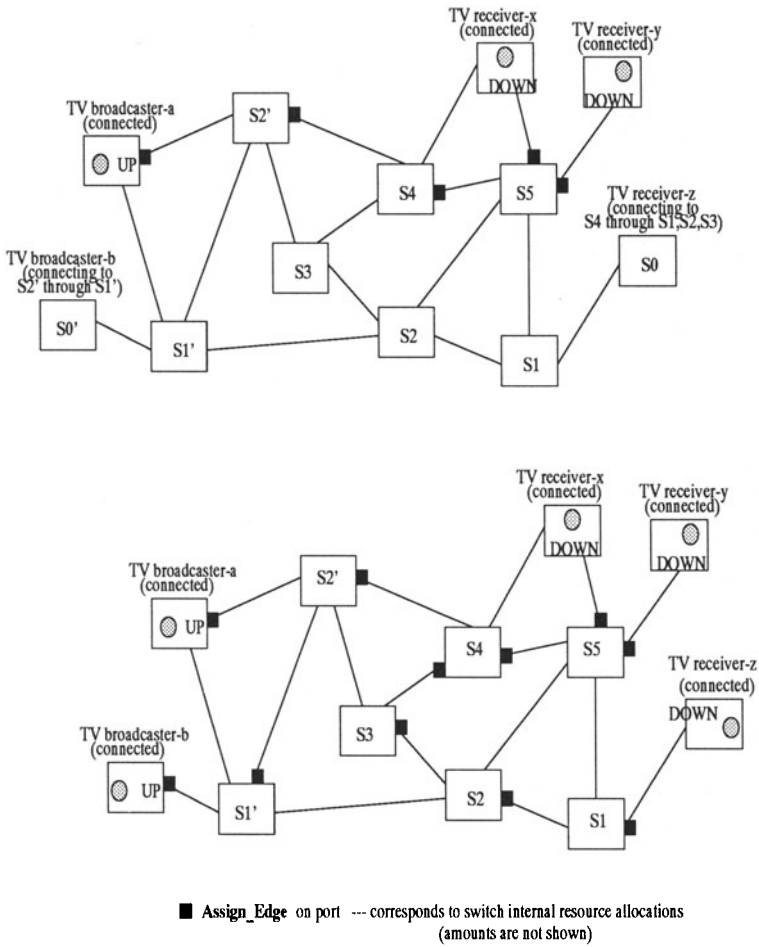 TV receiver-x
(connected)
TV receiver-y
(connected)
DOWN
DOWN
TV broadcaster-a
(connected)
UP
S2'
S4
S5
TV receiver-z
(connecting to
S4 through S1,S2,S3)
S3
S0
TV broadcaster-b
(connecting to
S2' through S1')
S0'
S1'
S2
S1
TV receiver-x
(connected)
TV receiver-y
(connected)
DOWN
DOWN
TV broadcaster-a
(connected)
UP
S2'
S4
S5
TV receiver-z
(connected)
DOWN
S3
TV broadcaster-b
(connected)
UP
S1'
S2
S1
Assign_Edge on port --- corresponds to switch internal resource allocations
(amounts are not shown)